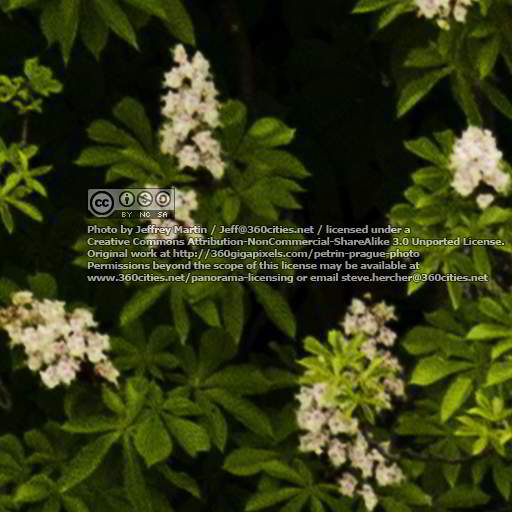 cc BY NC SA
Photo by Jeffrey Martin / Jeff@360cities.net / licensed under a
Creative Commons Attribution-NonCommercial-ShareAlike 3.0 Unported License.
Original work at http://360gigapixels.com/petrin-prague-photo
Permissions beyond the scope of this license may be available at
www.360cities.net/panorama-licensing or email steve.hercher@360cities.net